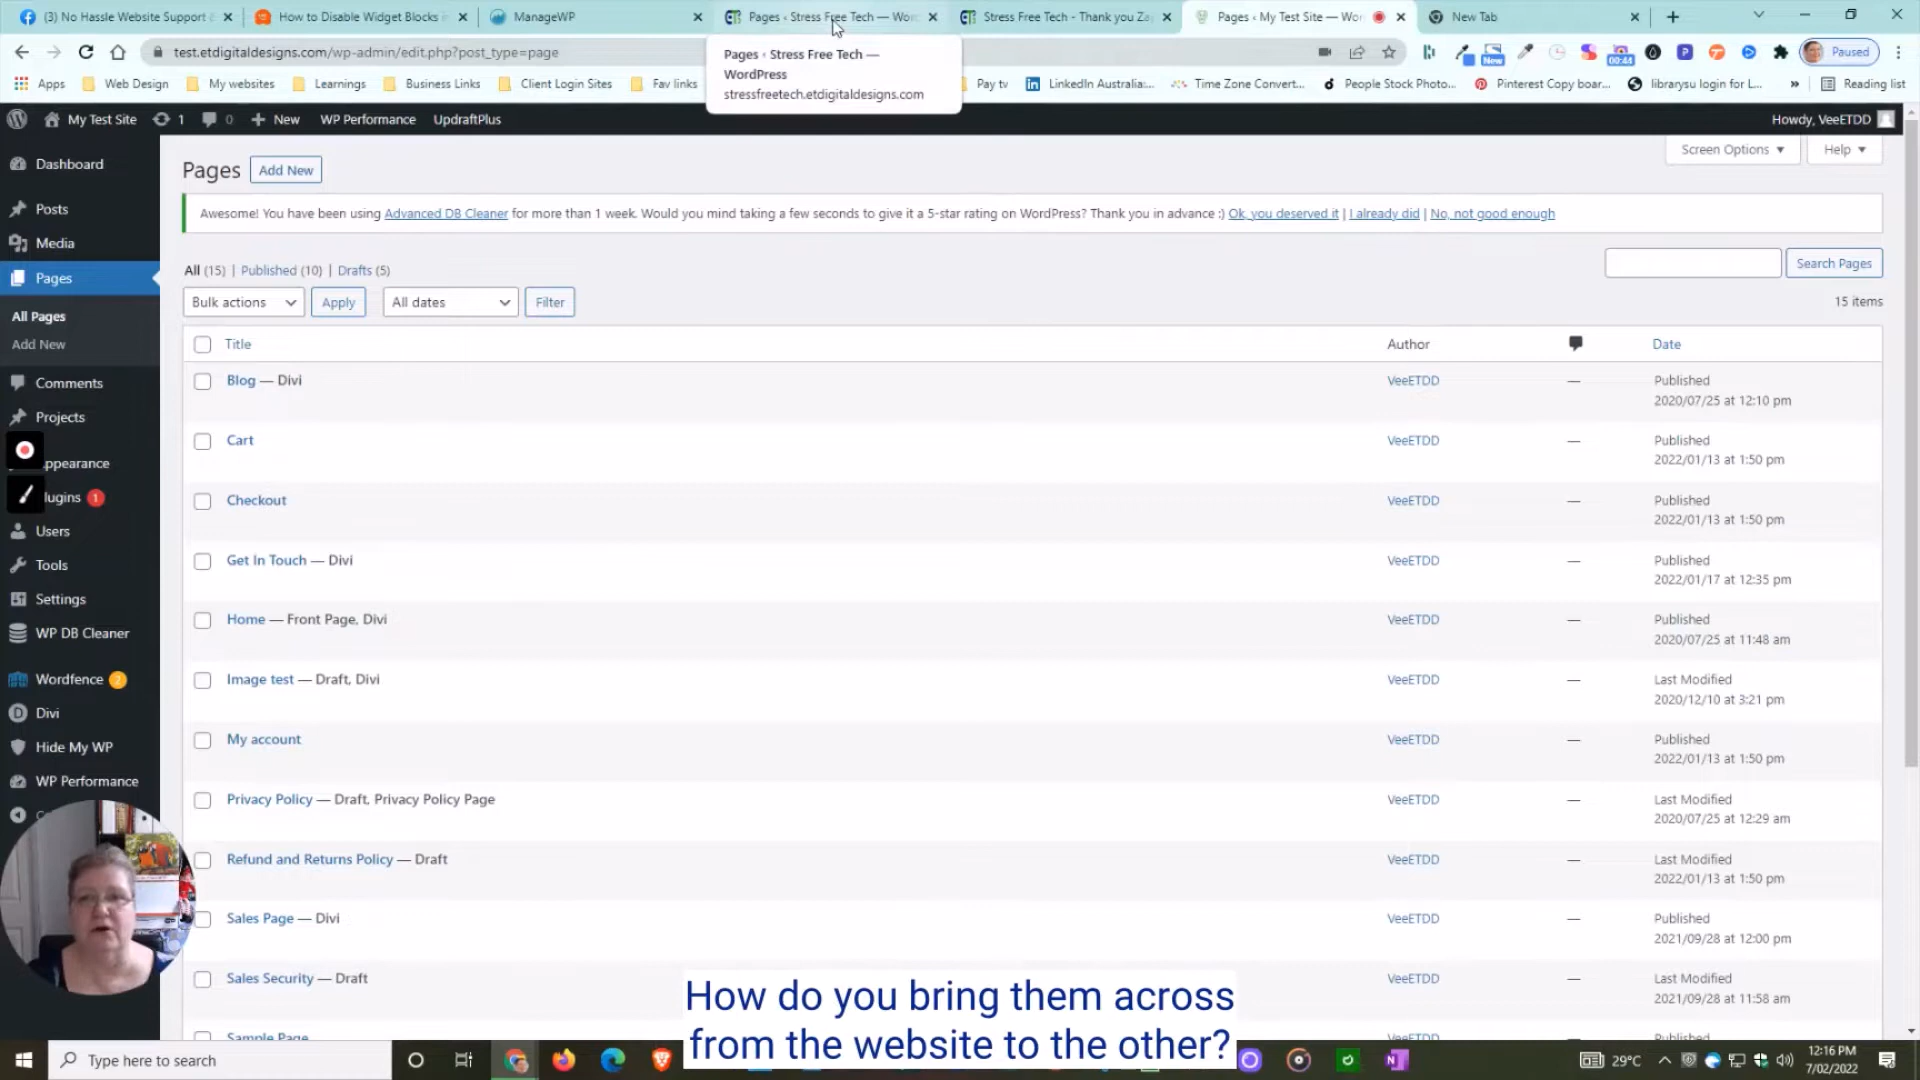 (3) No Hassle Website Support &
How to Disable Widget Blocks in
ManageWP
Pages ‹ Stress Free Tech — Wor
Stress Free Tech - Thank you Za
Pages ‹ My Test Site — Wor
New Tab
test.etdigitaldesigns.com/wp-admin/edit.php?post_type=page
New
00:44
Paused
Pages ‹ Stress Free Tech —
WordPress
stressfreetech.etdigitaldesigns.com
Apps
Web Design
My websites
Learnings
Business Links
Client Login Sites
Fav links
Pay tv
LinkedIn Australia:...
Time Zone Convert...
People Stock Photo...
Pinterest Copy boar...
librarysu login for L...
»
Reading list
My Test Site
1
0
New
WP Performance
UpdraftPlus
Howdy, VeeETDD
Dashboard
Posts
Media
Pages
All Pages
Add New
Comments
Projects
ppearance
lugins 1
Users
Tools
Settings
WP DB Cleaner
Wordfence 2
Divi
Hide My WP
WP Performance
Pages
Add New
Screen Options
Help
Awesome! You have been using Advanced DB Cleaner for more than 1 week. Would you mind taking a few seconds to give it a 5-star rating on WordPress? Thank you in advance :) Ok, you deserved it | I already did | No, not good enough
All (15) | Published (10) | Drafts (5)
Search Pages
Bulk actions
Apply
All dates
Filter
15 items
Title
Author
Date
Blog — Divi
VeeETDD
—
Published
2020/07/25 at 12:10 pm
Cart
VeeETDD
—
Published
2022/01/13 at 1:50 pm
Checkout
VeeETDD
—
Published
2022/01/13 at 1:50 pm
Get In Touch — Divi
VeeETDD
—
Published
2022/01/17 at 12:35 pm
Home — Front Page, Divi
VeeETDD
—
Published
2020/07/25 at 11:48 am
Image test — Draft, Divi
VeeETDD
—
Last Modified
2020/12/10 at 3:21 pm
My account
VeeETDD
—
Published
2022/01/13 at 1:50 pm
Privacy Policy — Draft, Privacy Policy Page
VeeETDD
—
Last Modified
2020/07/25 at 12:29 am
Refund and Returns Policy — Draft
VeeETDD
—
Last Modified
2022/01/13 at 1:50 pm
Sales Page — Divi
VeeETDD
—
Published
2021/09/28 at 12:00 pm
Sales Security — Draft
VeeETDD
—
Last Modified
2021/09/28 at 11:58 am
Sample Page
VeeETDD
Published
How do you bring them across
from the website to the other?
Type here to search
29°C
12:16 PM
7/02/2022